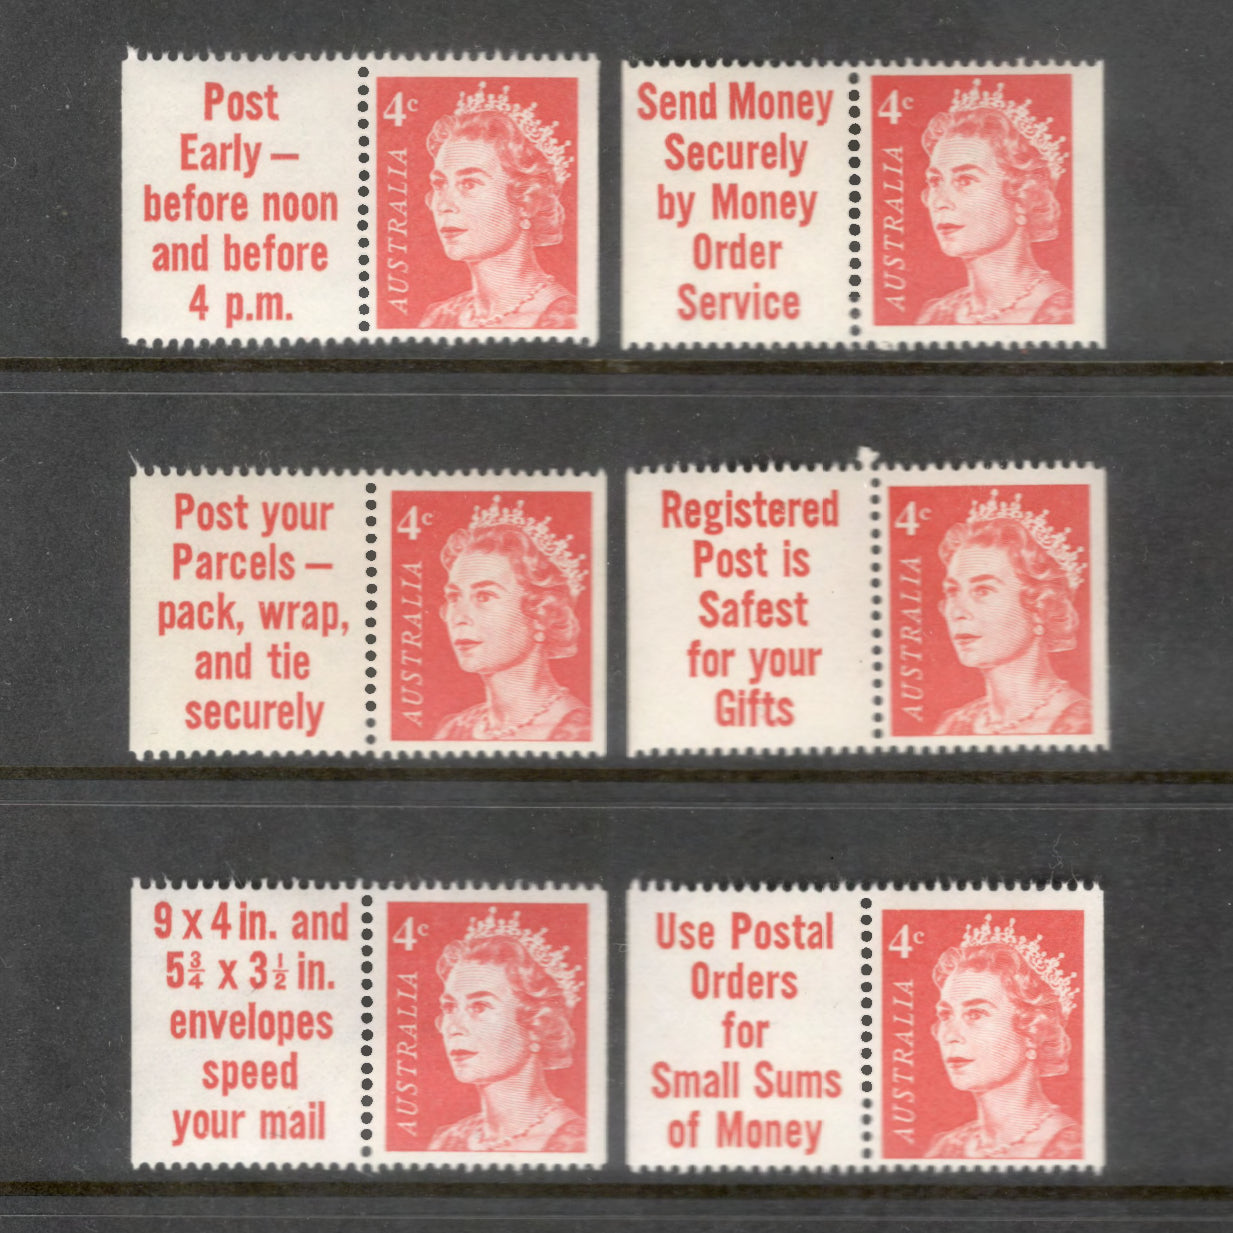 Post
Early —
before noon
and before
4 p.m.
4c
AUSTRALIA
Send Money
Securely
by Money
Order
Service
4c
AUSTRALIA
Post your
Parcels —
pack, wrap,
and tie
securely
4c
AUSTRALIA
Registered
Post is
Safest
for your
Gifts
4c
AUSTRALIA
9 x 4 in. and
5¾ x 3½ in.
envelopes
speed
your mail
4c
AUSTRALIA
Use Postal
Orders
for
Small Sums
of Money
4c
AUSTRALIA